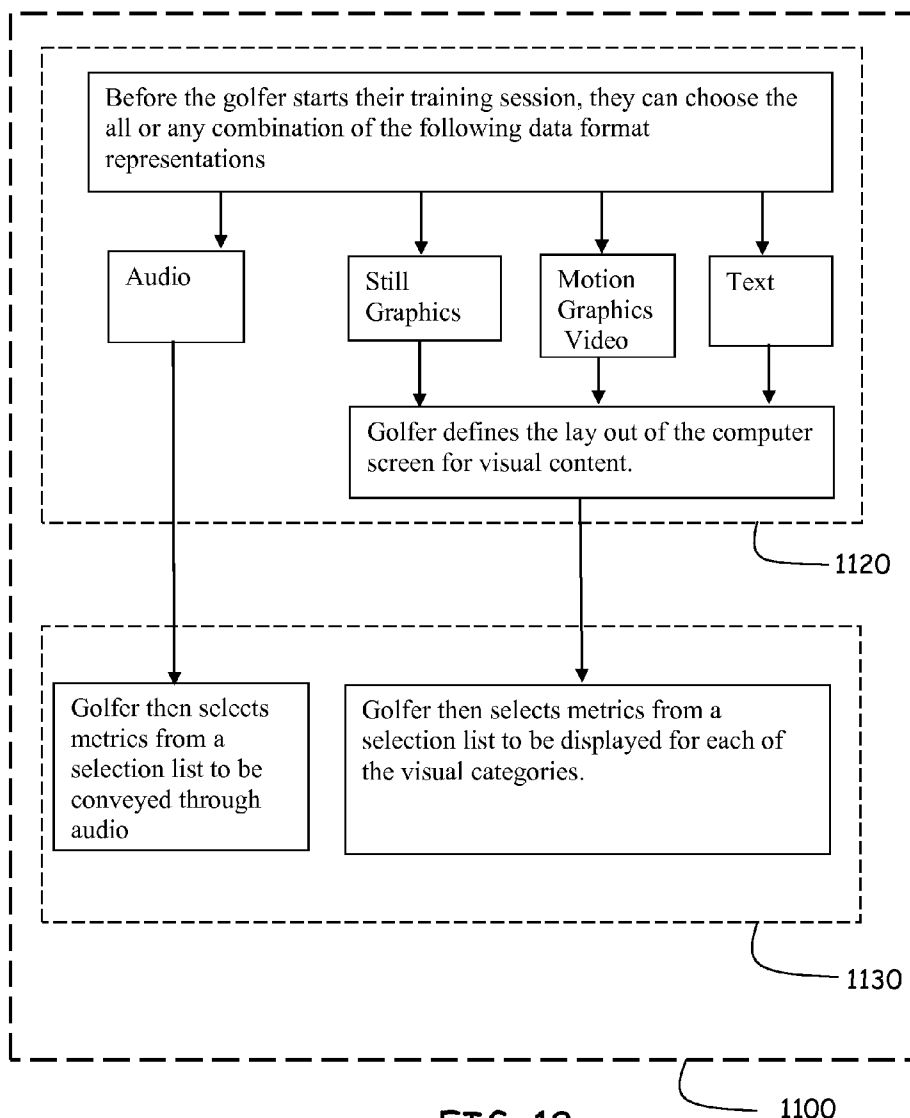 Before the golfer starts their training session, they can choose the
all or any combination of the following data format
representations
Audio
Still
Graphics
Motion
Graphics
Video
Text
Golfer defines the lay out of the computer
screen for visual content.
1120
Golfer then selects
metrics from a
selection list to be
conveyed through
audio
Golfer then selects metrics from a
selection list to be displayed for each of
the visual categories.
1130
1100